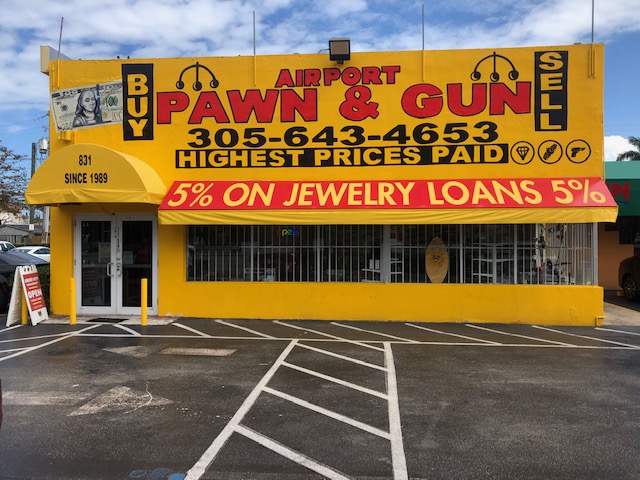 BUY
AIRPORT
PAWN & GUN
SELL
305-643-4653
HIGHEST PRICES PAID
831
SINCE 1989
5% ON JEWELRY LOANS 5%
OPEN